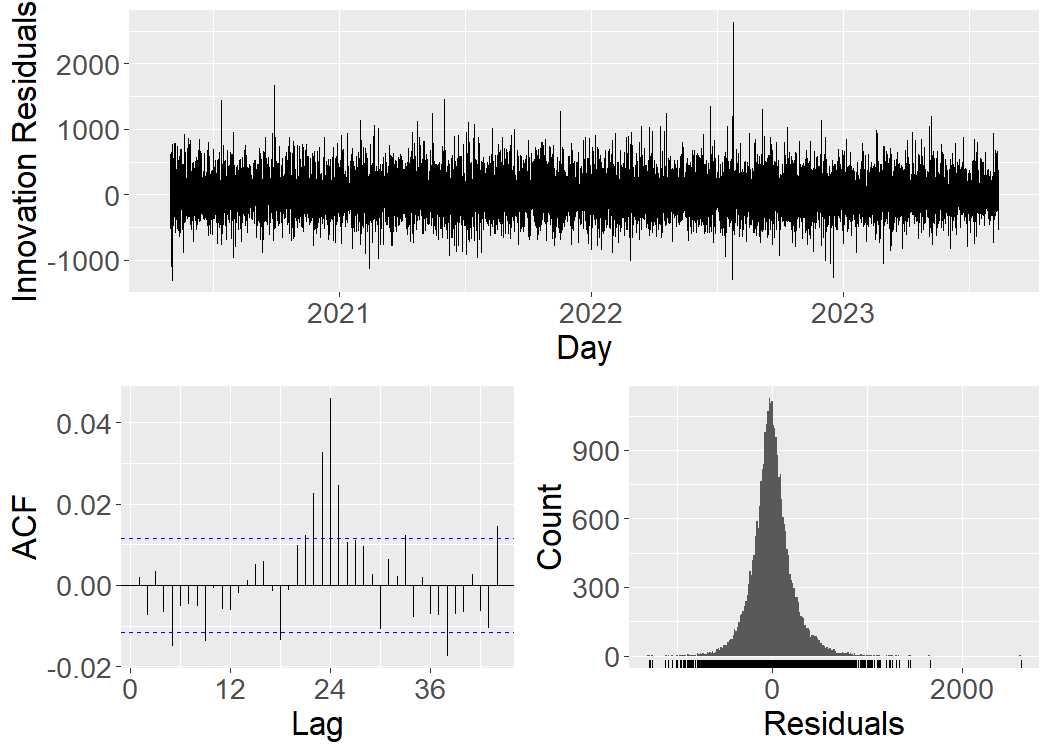 Innovation Residuals
2000
1000
0
-1000
2021 2022 2023
Day
ACF
0.04
0.02
0.00
-0.02
0 12 24 36
Lag
Count
900
600
300
0
0 2000
Residuals